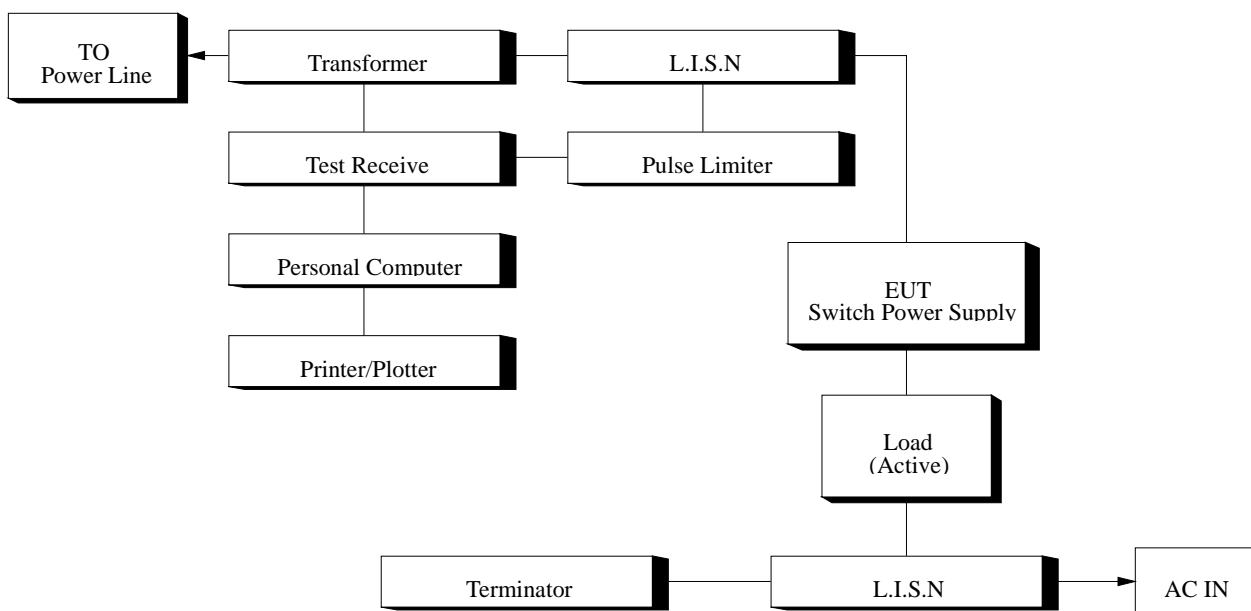 TO
Power Line
Transformer
L.I.S.N
Test Receive
Pulse Limiter
Personal Computer
EUT
Switch Power Supply
Printer/Plotter
Load
(Active)
Terminator
L.I.S.N
AC IN